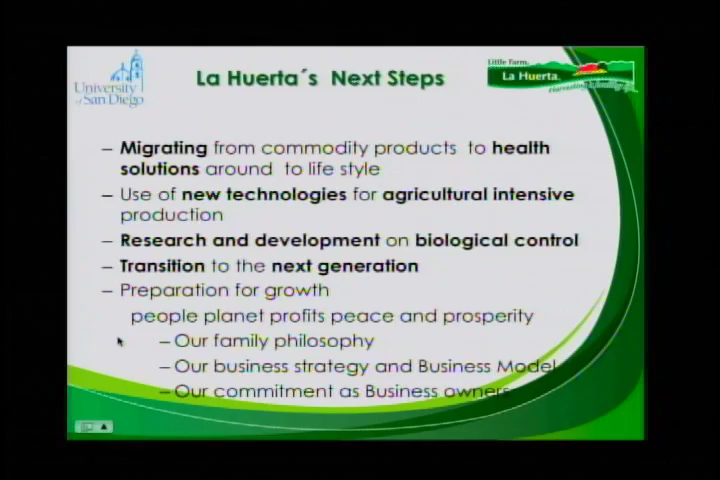 University
of San Diego
La Huerta´s Next Steps
Little Farm.
La Huerta.
– Migrating from commodity products to health
solutions around to life style
– Use of new technologies for agricultural intensive
production
– Research and development on biological control
– Transition to the next generation
– Preparation for growth
people planet profits peace and prosperity
– Our family philosophy
– Our business strategy and Business Model
– Our commitment as Business owners